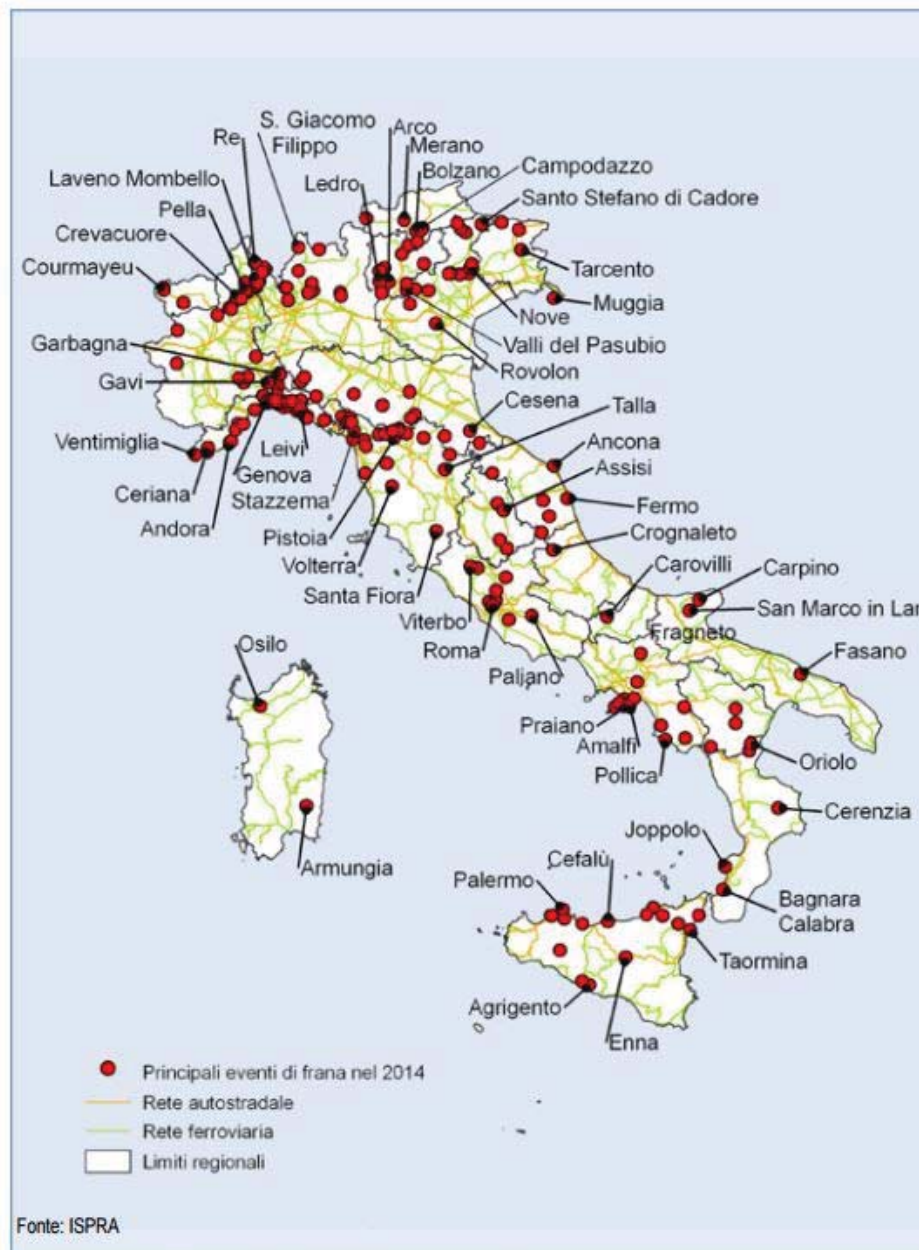 S. Giacomo
Filippo
Re
Arco
Merano
Bolzano
Campodazzo
Ledro
Laveno Mombello
Santo Stefano di Cadore
Pella
Crevacuore
Courmayeu
Tarcento
Muggia
Nove
Valli del Pasubio
Garbagna
Rovolon
Gavi
Cesena
Talla
Ventimiglia
Leivi
Ancona
Genova
Assisi
Ceriana
Stazzema
Fermo
Andora
Pistoia
Crognaleto
Volterra
Carovilli
Carpino
Santa Fiora
San Marco in Lar
Viterbo
Fragneto
Roma
Osilo
Paljano
Fasano
Praiano
Amalfi
Oriolo
Pollica
Cerenzia
Joppolo
Cefalù
Armungia
Palermo
Bagnara
Calabra
Taormina
Agrigento
Enna
Principali eventi di frana nel 2014
Rete autostradale
Rete ferroviaria
Limiti regionali
Fonte: ISPRA